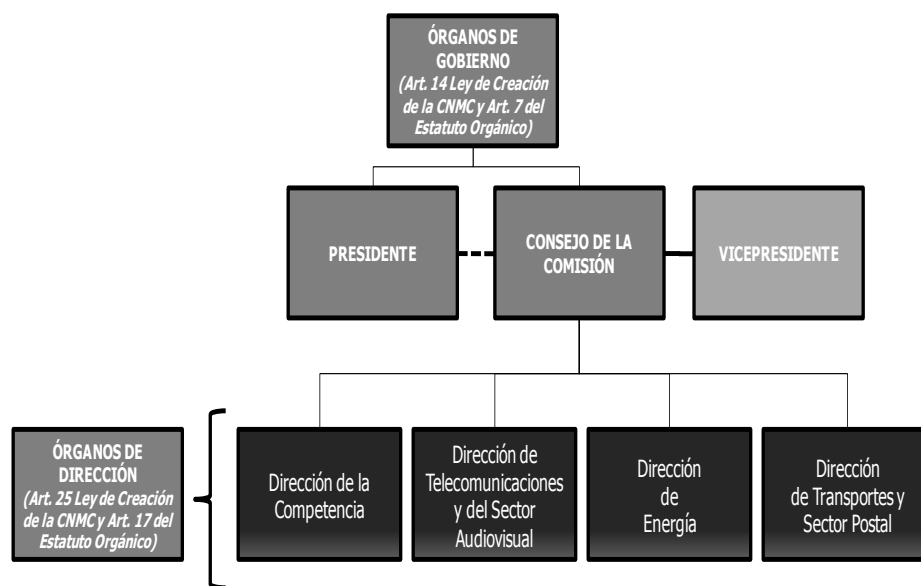 ÓRGANOS DE
GOBIERNO
(Art. 14 Ley de Creación
de la CNMC y Art. 7 del
Estatuto Orgánico)
PRESIDENTE
CONSEJO DE LA
COMISIÓN
VICEPRESIDENTE
ÓRGANOS DE
DIRECCIÓN
(Art. 25 Ley de Creación
de la CNMC y Art. 17 del
Estatuto Orgánico)
Dirección de la
Competencia
Dirección de
Telecomunicaciones
y del Sector
Audiovisual
Dirección
de
Energía
Dirección
de Transportes y
Sector Postal